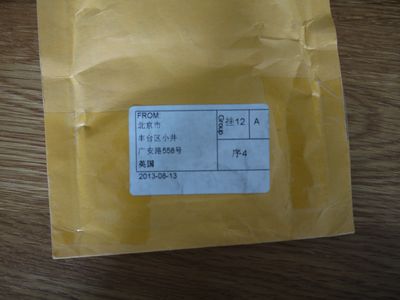 FROM:
北京市
丰台区小井
广安路558号
英国
2013-08-13
Group
挂12
A
序4